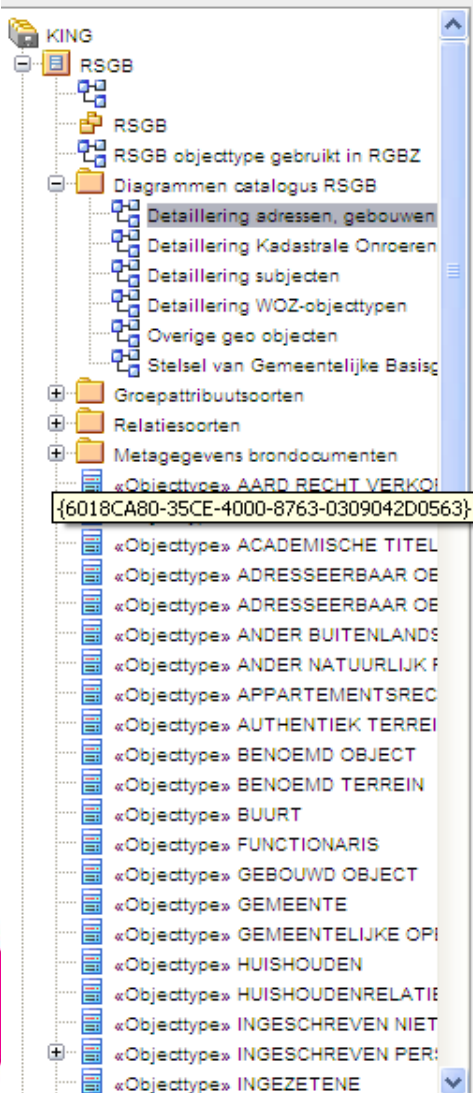 KING
RSGB
RSGB
RSGB objecttype gebruikt in RGBZ
Diagrammen catalogus RSGB
Detaillering adressen, gebouwen
Detaillering Kadastrale Onroeren
Detaillering subjecten
Detaillering WOZ-objecttypen
Overige geo objecten
Stelsel van Gemeentelijke Basisg
Groepattribuutsoorten
Relatiesoorten
Metagegevens brondocumenten
«Objecttype» AARD RECHT VERKO
{6018CA80-35CE-4000-8763-0309042D0563}
«Objecttype» ACADEMISCHE TITEL
«Objecttype» ADRESSEERBAAR OB
«Objecttype» ADRESSEERBAAR OB
«Objecttype» ANDER BUITENLANDS
«Objecttype» ANDER NATUURLIJK P
«Objecttype» APPARTEMENTSREC
«Objecttype» AUTHENTIEK TERREI
«Objecttype» BENOEMD OBJECT
«Objecttype» BENOEMD TERREIN
«Objecttype» BUURT
«Objecttype» FUNCTIONARIS
«Objecttype» GEBOUWD OBJECT
«Objecttype» GEMEENTE
«Objecttype» GEMEENTELIJKE OPE
«Objecttype» HUISHOUDEN
«Objecttype» HUISHOUDENRELATIE
«Objecttype» INGESCHREVEN NIET
«Objecttype» INGESCHREVEN PERS
«Objecttype» INGEZETENE